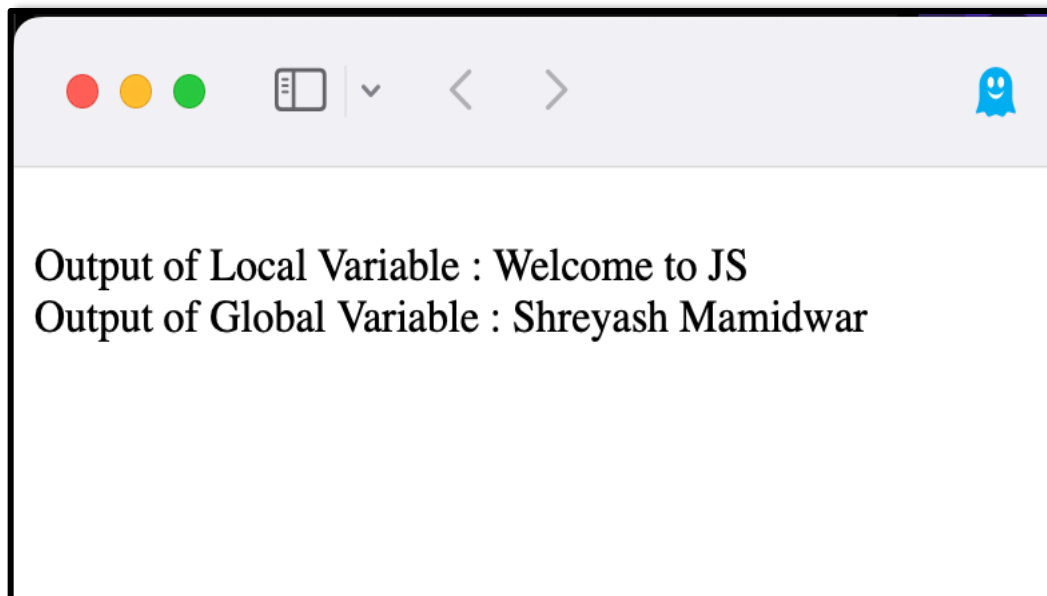 Output of Local Variable : Welcome to JS
Output of Global Variable : Shreyash Mamidwar